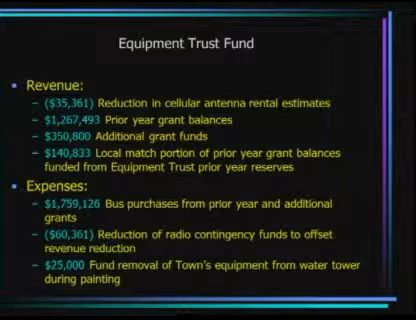 Equipment Trust Fund
• Revenue:
– ($35,361) Reduction in cellular antenna rental estimates
– $1,267,493 Prior year grant balances
– $350,800 Additional grant funds
– $140,833 Local match portion of prior year grant balances
funded from Equipment Trust prior year reserves
• Expenses:
– $1,759,126 Bus purchases from prior year and additional
grants
– ($60,361) Reduction of radio contingency funds to offset
revenue reduction
– $25,000 Fund removal of Town's equipment from water tower
during painting